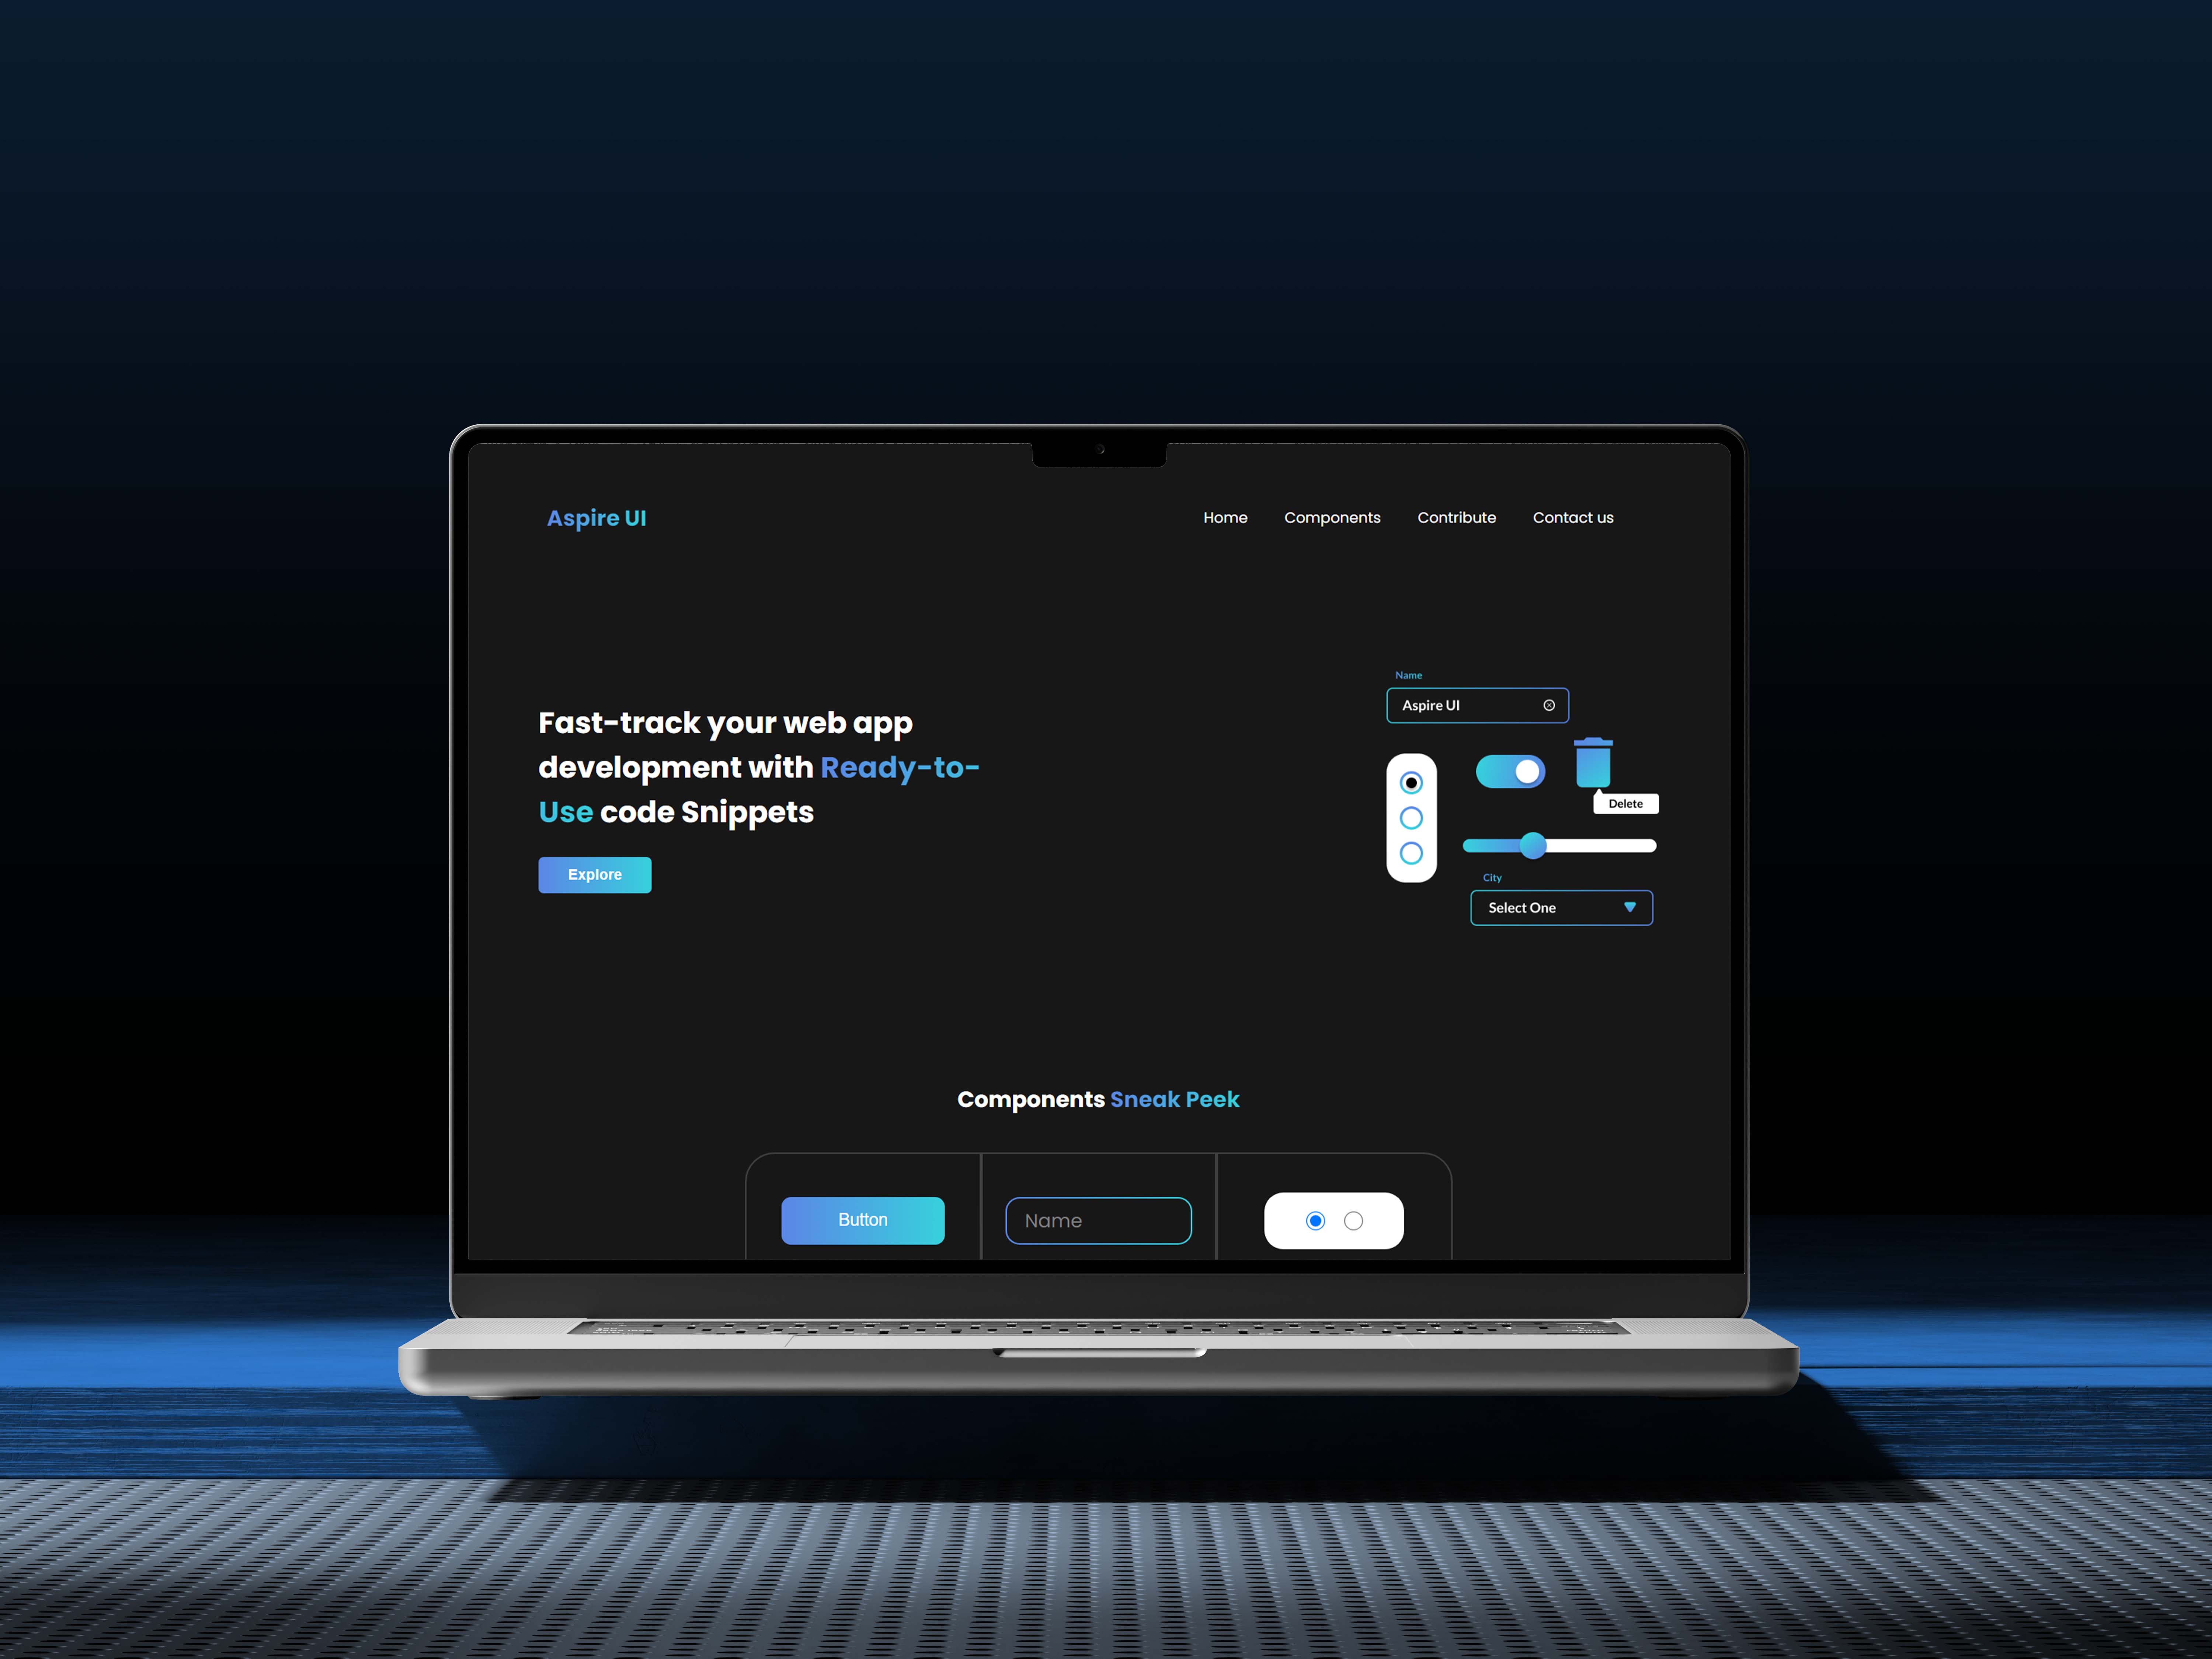 Aspire UI
Home Components Contribute Contact us
Fast-track your web app
development with Ready-to-
Use code Snippets
Explore
Name
Aspire UI
Delete
City
Select One
Components Sneak Peek
Button
Name